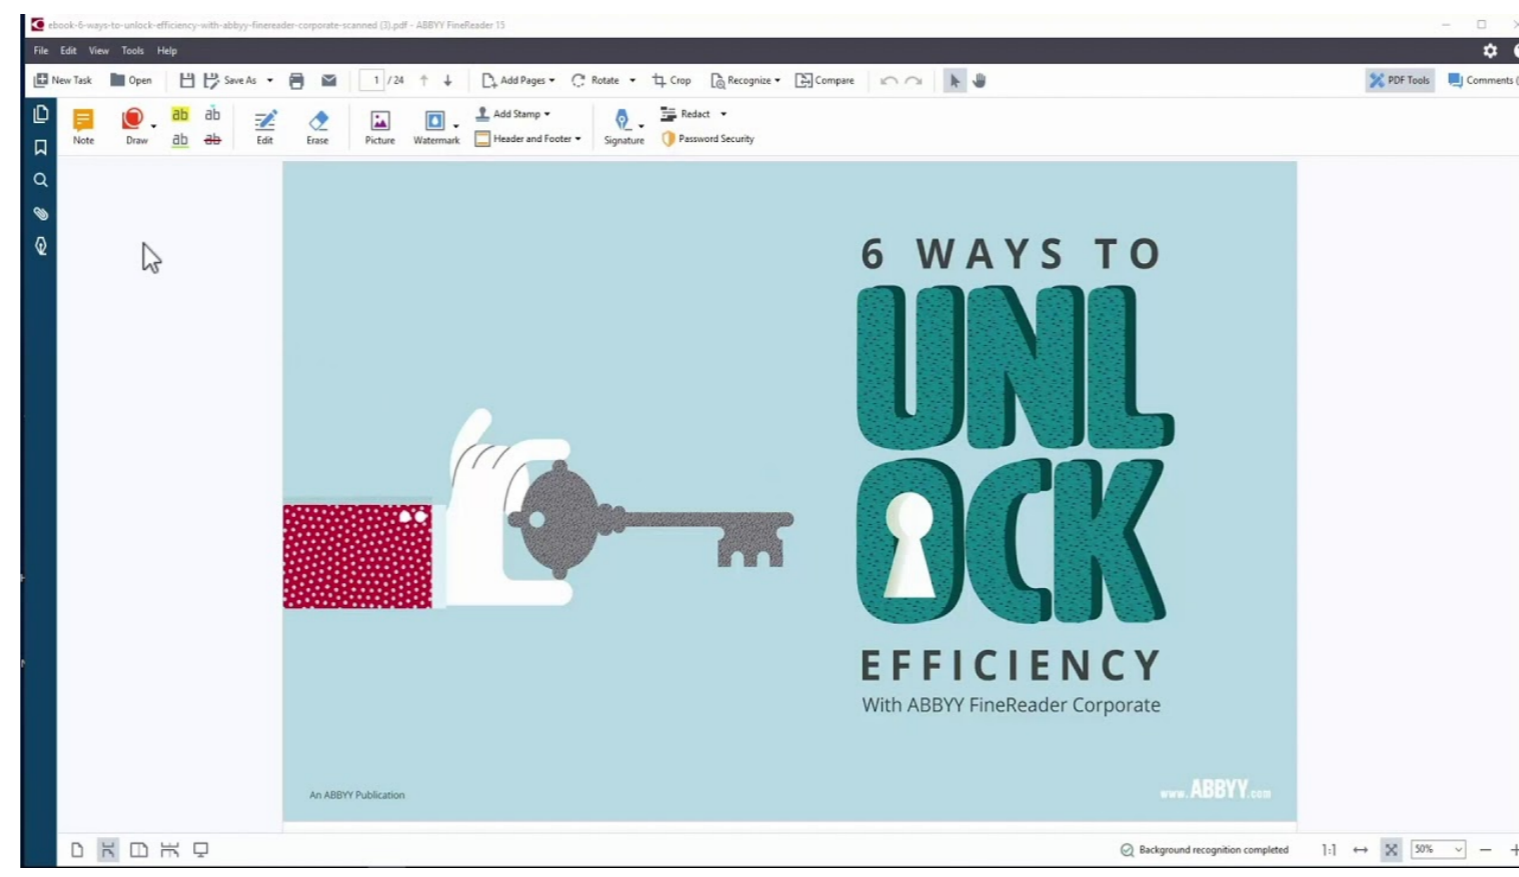 ebook-6-ways-to-unlock-efficiency-with-abbyy-finereader-corporate-scanned (3).pdf - ABBYY FineReader 15
File Edit View Tools Help
New Task Open Save As 1 / 24 Add Pages Rotate Crop Recognize Compare PDF Tools Comments (
Note Draw ab ab ab ab Edit Erase Picture Watermark Add Stamp Header and Footer Signature Redact Password Security
6 WAYS TO
UNL
OCK
EFFICIENCY
With ABBYY FineReader Corporate
An ABBYY Publication
www.ABBYY.com
Background recognition completed 1:1 50%